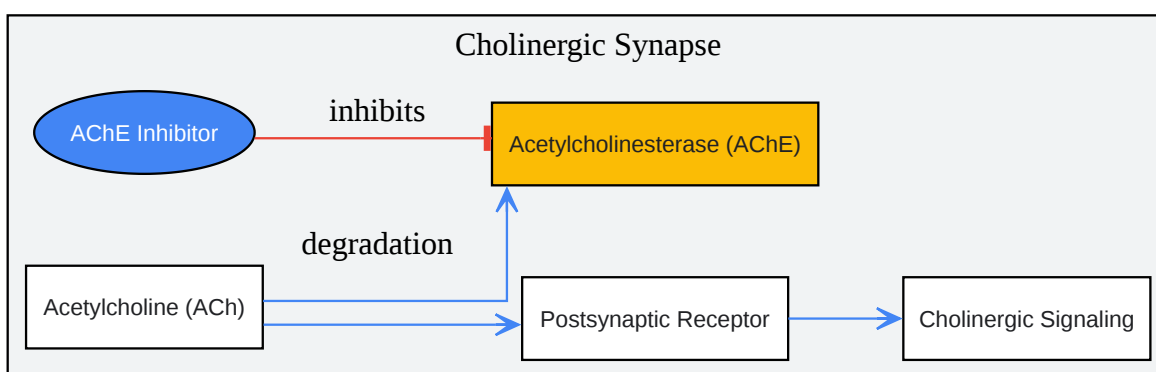 Cholinergic Synapse
AChE Inhibitor
inhibits
Acetylcholinesterase (AChE)
degradation
Acetylcholine (ACh)
Postsynaptic Receptor
Cholinergic Signaling